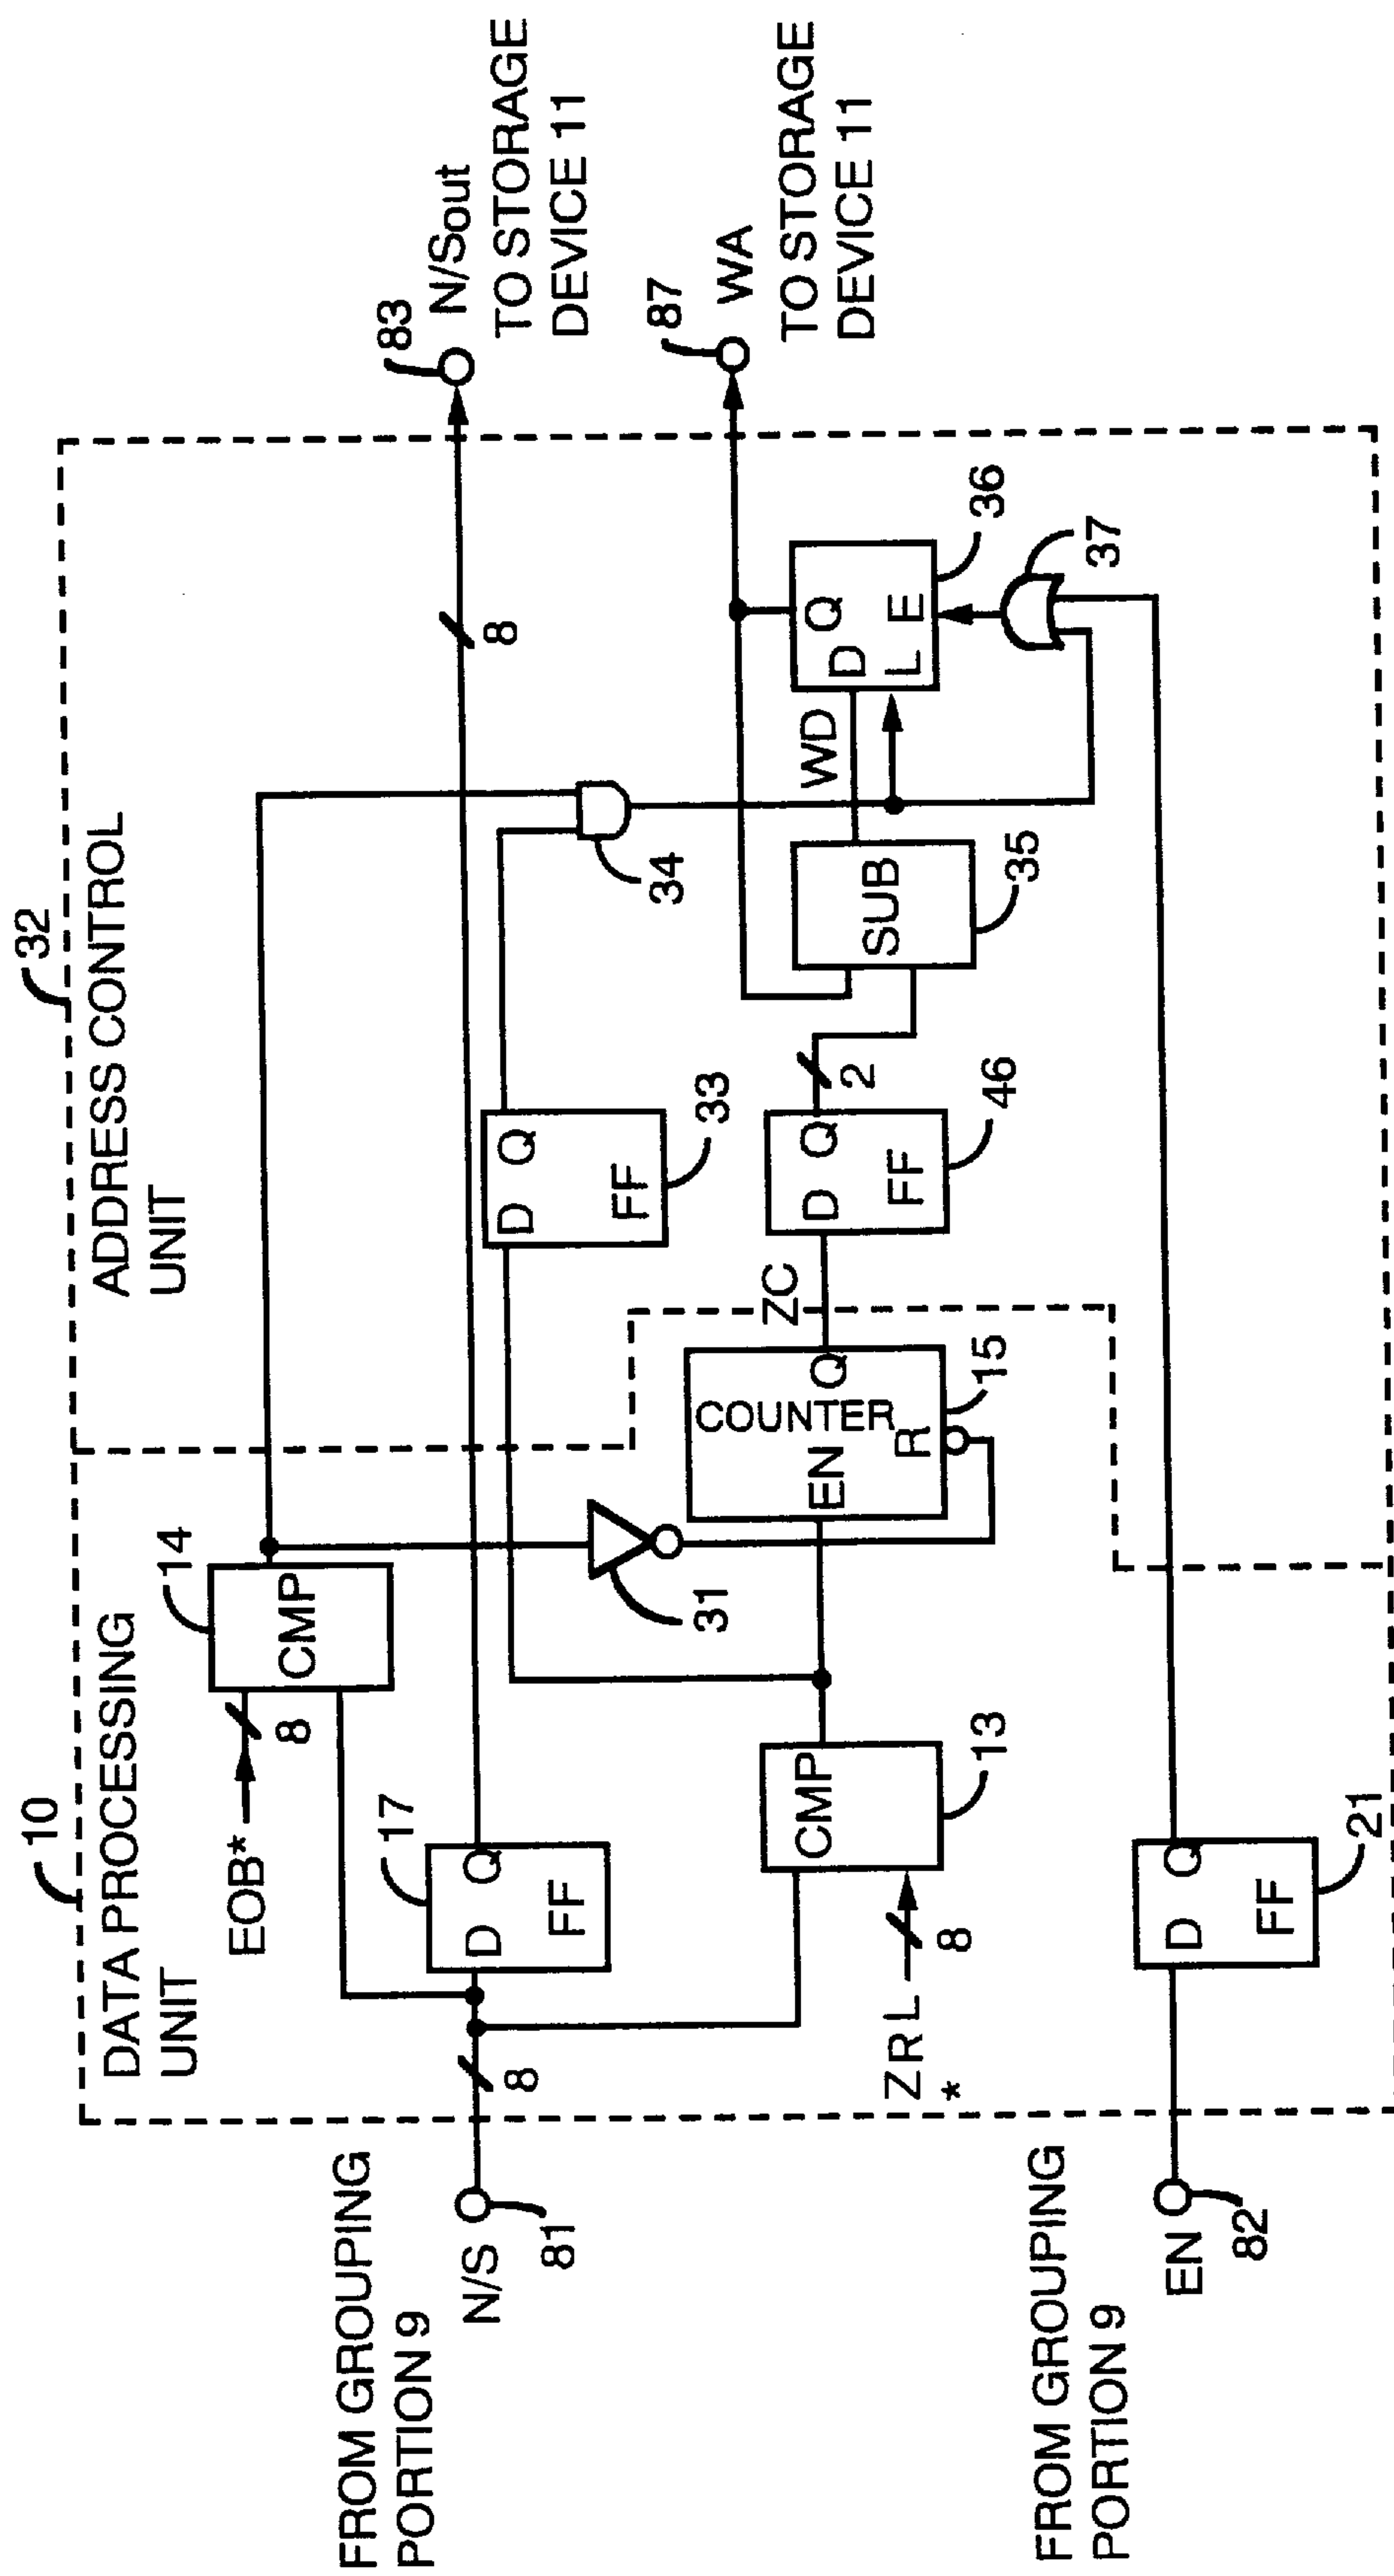 10
DATA PROCESSING
UNIT
32
ADDRESS CONTROL
UNIT
EOB*
8
CMP
14
FROM GROUPING
PORTION 9
N/S
81
8
D Q
FF
17
8
83
N/Sout
TO STORAGE
DEVICE 11
31
D Q
FF
33
34
ZRL
*
8
CMP
13
COUNTER
EN
Q
R
15
ZC
D Q
FF
46
2
SUB
35
WD
D Q
L E
36
37
87
WA
TO STORAGE
DEVICE 11
FROM GROUPING
PORTION 9
EN
82
D Q
FF
21